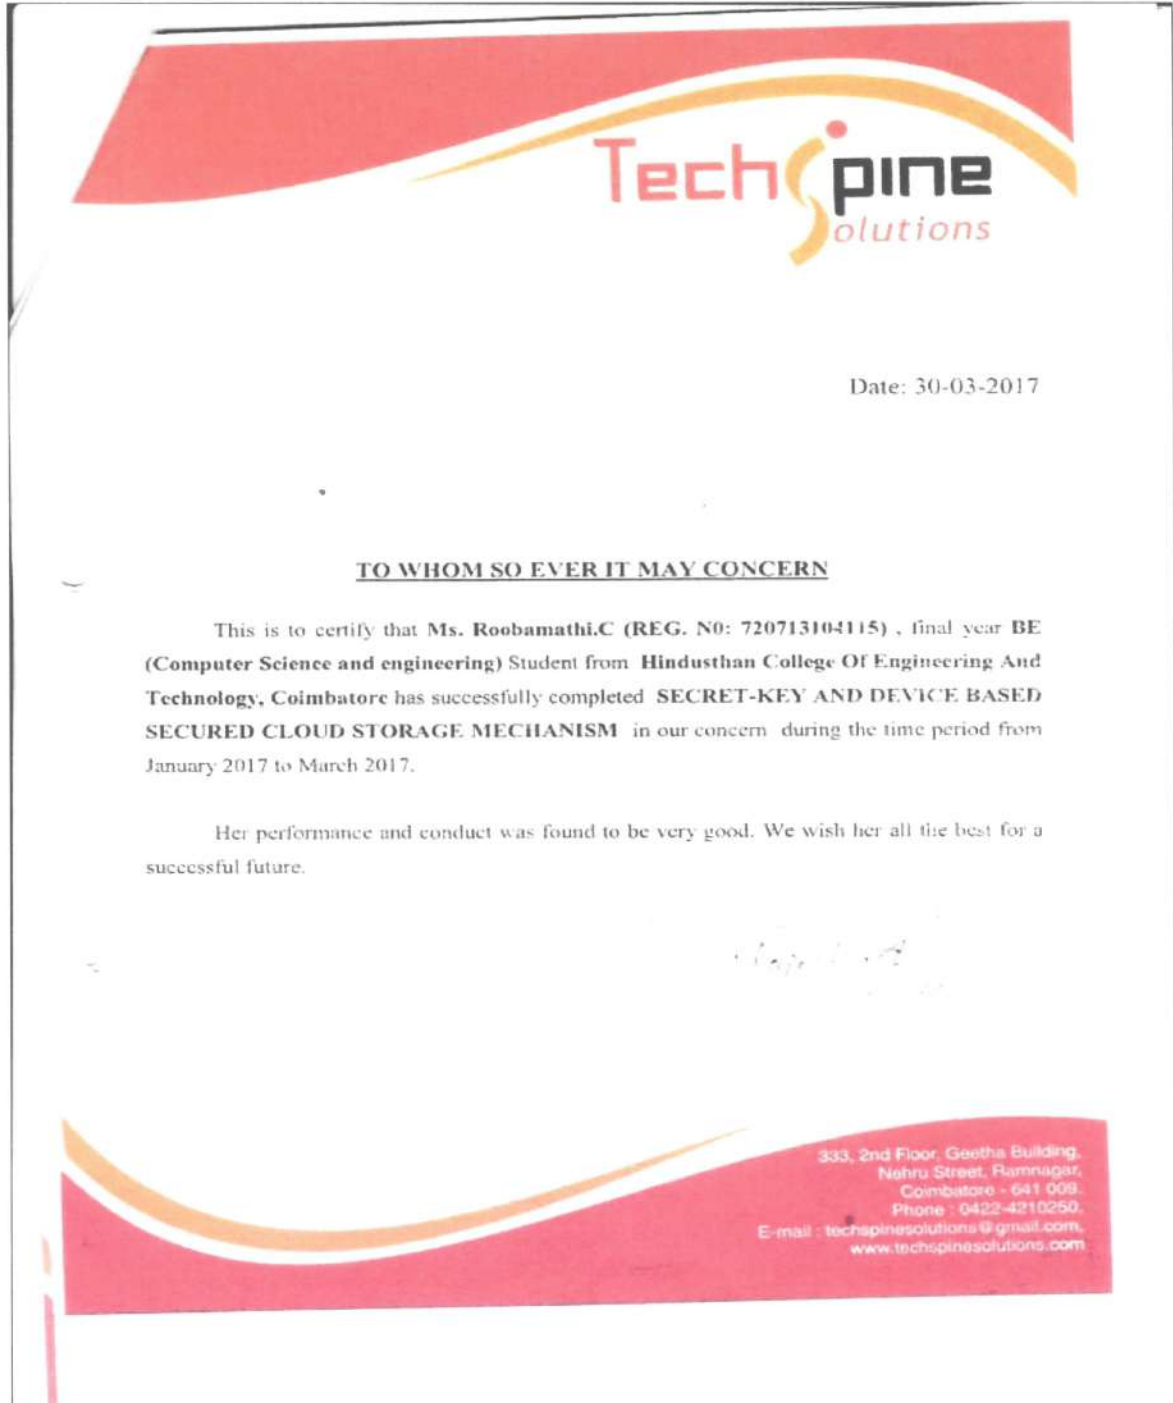 TechSpine
Solutions
Date: 30-03-2017
TO WHOM SO EVER IT MAY CONCERN
This is to certify that Ms. Roobamathi.C (REG. N0: 720713104115) , final year BE
(Computer Science and engineering) Student from Hindusthan College Of Engineering And
Technology, Coimbatore has successfully completed SECRET-KEY AND DEVICE BASED
SECURED CLOUD STORAGE MECHANISM in our concern during the time period from
January 2017 to March 2017.
Her performance and conduct was found to be very good. We wish her all the best for a
successful future.
333, 2nd Floor, Geetha Building,
Nehru Street, Ramnagar,
Coimbatore - 641 009.
Phone : 0422-4210250.
E-mail : techspinesolutions@gmail.com,
www.techspinesolutions.com